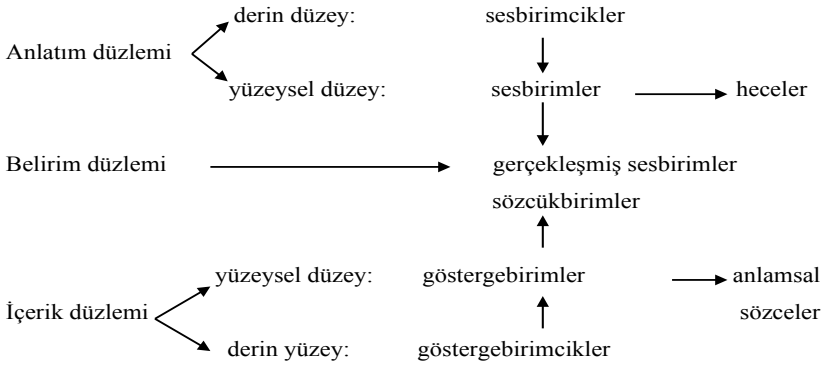 derin düzey: sesbirimcikler
Anlatım düzlemi
yüzeysel düzey: sesbirimler heceler
Belirim düzlemi gerçekleşmiş sesbirimler
sözcükbirimler
yüzeysel düzey: göstergebirimler anlamsal
İçerik düzlemi sözceler
derin yüzey: göstergebirimcikler